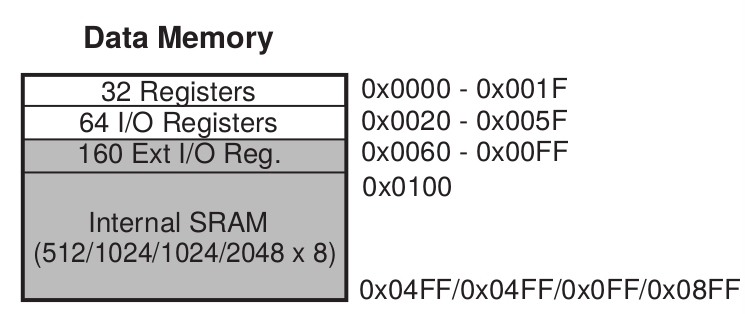 Data Memory
32 Registers 0x0000 - 0x001F
64 I/O Registers 0x0020 - 0x005F
160 Ext I/O Reg. 0x0060 - 0x00FF
0x0100
Internal SRAM
(512/1024/1024/2048 x 8)
0x04FF/0x04FF/0x0FF/0x08FF